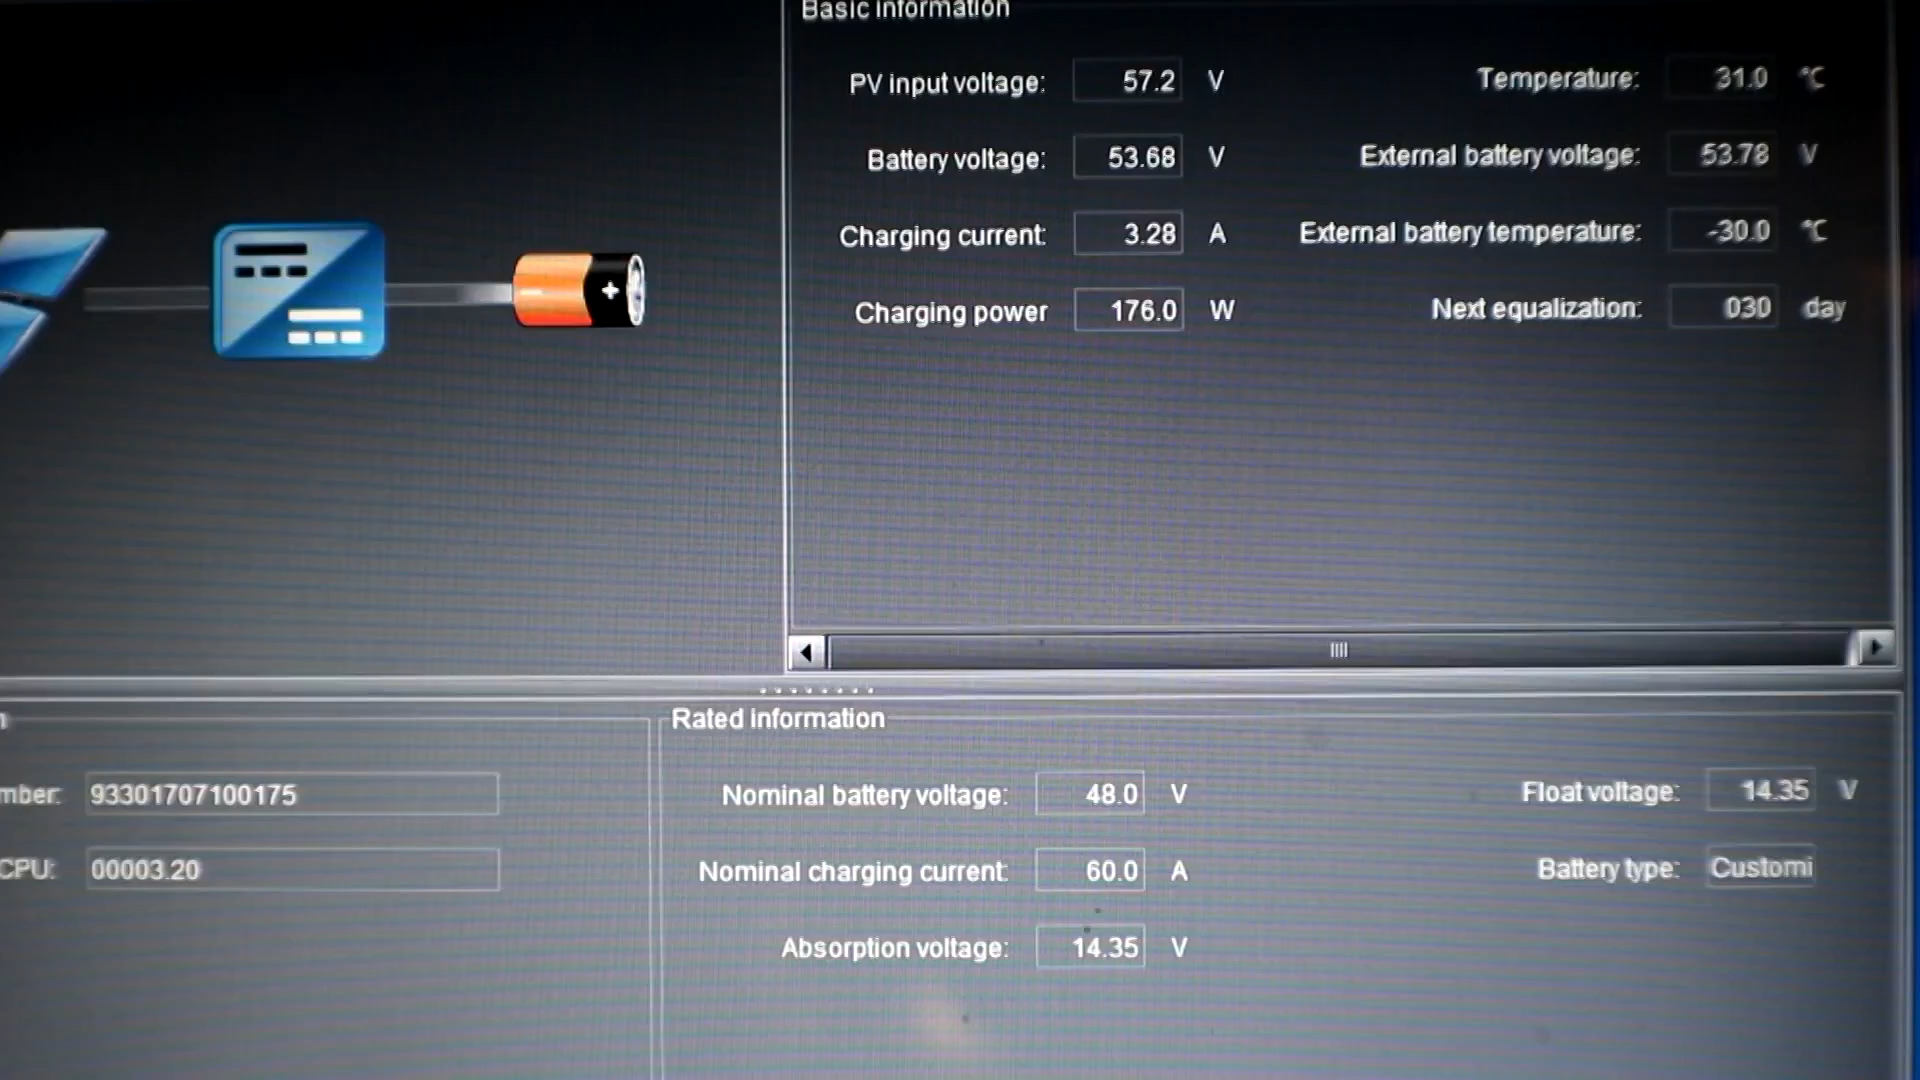 Basic information
PV input voltage: 57.2 V Temperature: 31.0 °C
Battery voltage: 53.68 V External battery voltage: 53.78 V
Charging current: 3.28 A External battery temperature: -30.0 °C
Charging power 176.0 W Next equalization: 030 day
Rated information
mber: 93301707100175 Nominal battery voltage: 48.0 V Float voltage: 14.35 V
CPU: 00003.20 Nominal charging current: 60.0 A Battery type: Customi
Absorption voltage: 14.35 V